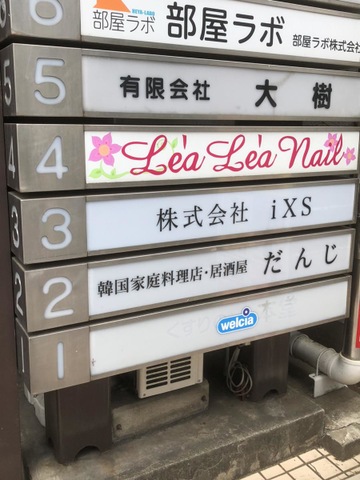 6
部屋ラボ
部屋ラボ
部屋ラボ株式会社
5
有限会社 大樹
4
Le'a Le'a Nail
3
株式会社 iXS
2
韓国家庭料理店・居酒屋 だんじ
1
welcia